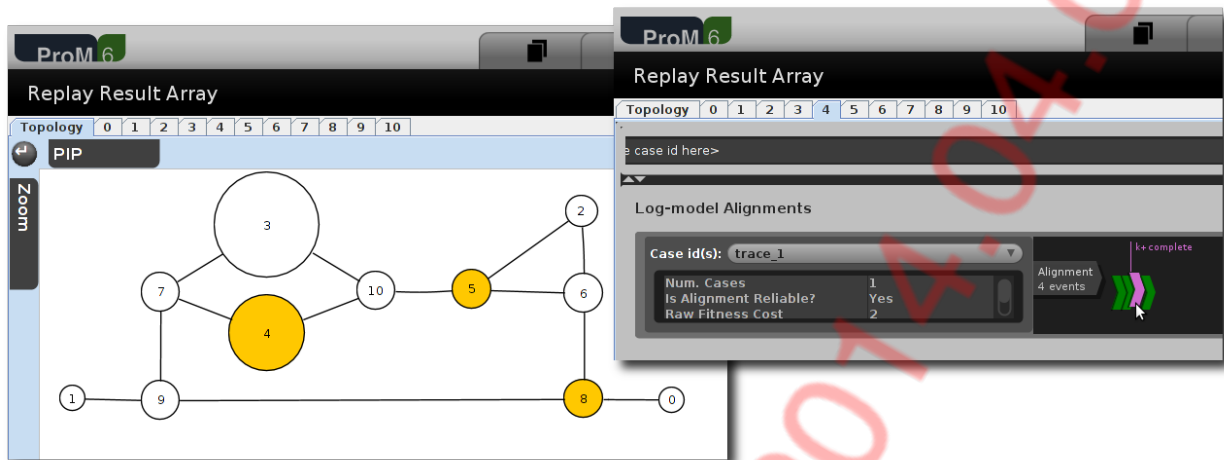 ProM 6
Replay Result Array
Topology 0 1 2 3 4 5 6 7 8 9 10
PIP
Zoom
3
2
7
10
5
6
4
1
9
8
0
ProM 6
Replay Result Array
Topology 0 1 2 3 4 5 6 7 8 9 10
e case id here>
Log-model Alignments
Case id(s): trace_1
Num. Cases 1
Is Alignment Reliable? Yes
Raw Fitness Cost 2
k+complete
Alignment
4 events
014.04.0